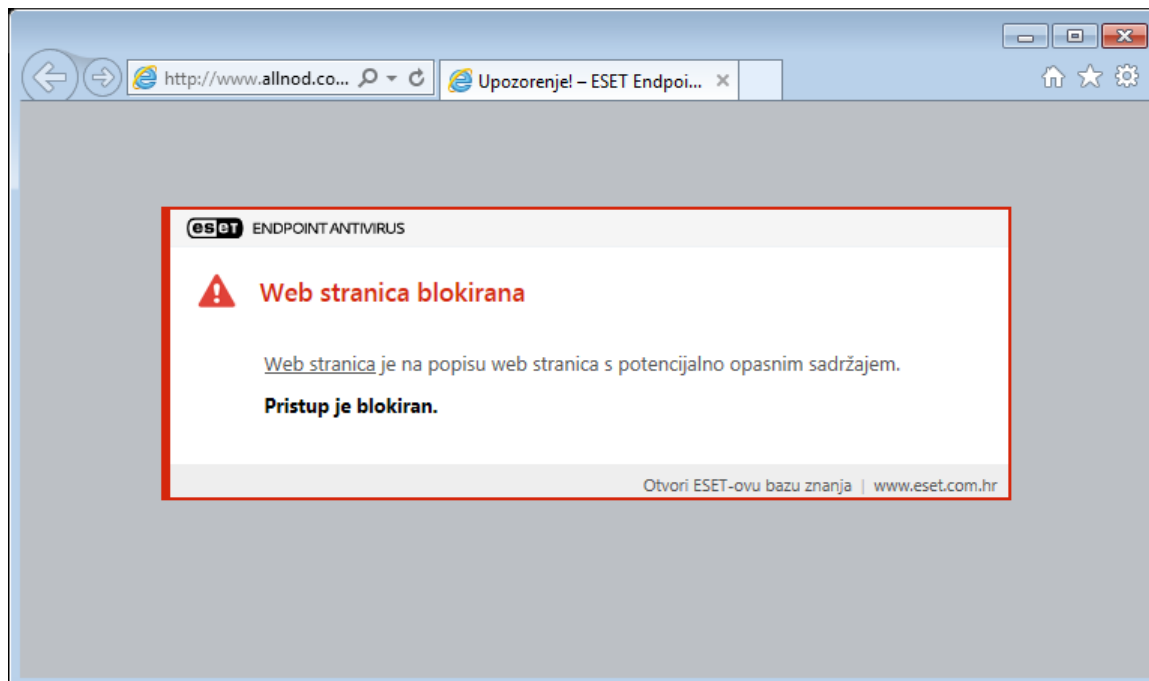 http://www.allnod.co...
Upozorenje! – ESET Endpoi...
eseT ENDPOINT ANTIVIRUS
Web stranica blokirana
Web stranica je na popisu web stranica s potencijalno opasnim sadržajem.
Pristup je blokiran.
Otvori ESET-ovu bazu znanja | www.eset.com.hr